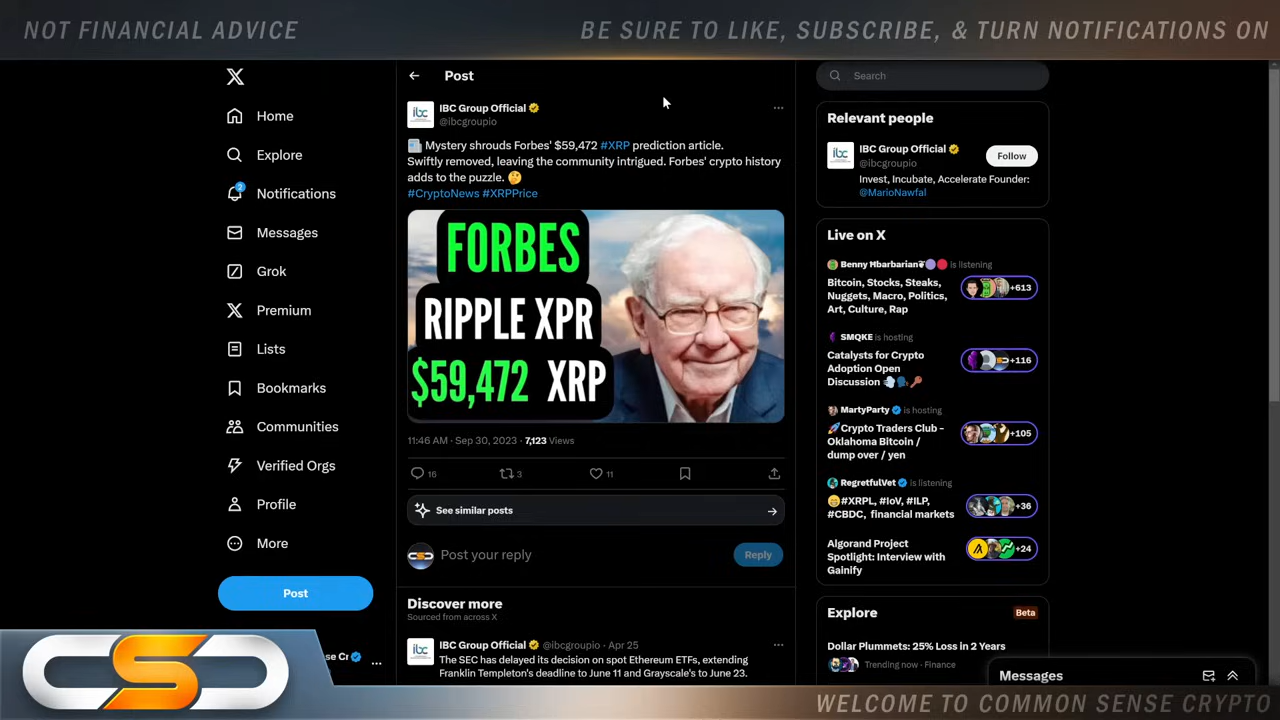 NOT FINANCIAL ADVICE
BE SURE TO LIKE, SUBSCRIBE, & TURN NOTIFICATIONS ON
Home
Explore
2
Notifications
Messages
Grok
Premium
Lists
Bookmarks
Communities
Verified Orgs
Profile
More
Post
se Cr
CSC
Post
ibc
IBC Group Official
@ibcgroupio
📰 Mystery shrouds Forbes' $59,472 #XRP prediction article.
Swiftly removed, leaving the community intrigued. Forbes' crypto history
adds to the puzzle. 🤔
#CryptoNews #XRPPrice
FORBES
RIPPLE XPR
$59,472 XRP
11:46 AM · Sep 30, 2023 · 7,123 Views
16
3
11
See similar posts
Post your reply
Reply
Discover more
Sourced from across X
ibc
IBC Group Official @ibcgroupio · Apr 25
The SEC has delayed its decision on spot Ethereum ETFs, extending
Franklin Templeton's deadline to June 11 and Grayscale's to June 23.
Search
Relevant people
ibc
IBC Group Official
@ibcgroupio
Follow
Invest, Incubate, Accelerate Founder:
@MarioNawfal
Live on X
Benny Ħbarbarian is listening
Bitcoin, Stocks, Steaks,
Nuggets, Macro, Politics,
Art, Culture, Rap
+613
SMQKE is hosting
Catalysts for Crypto
Adoption Open
Discussion 💨🗣🔑
+116
MartyParty is hosting
🚀Crypto Traders Club -
Oklahoma Bitcoin /
dump over / yen
+105
RegretfulVet is listening
😁#XRPL, #IoV, #ILP,
#CBDC, financial markets
+36
Algorand Project
Spotlight: Interview with
Gainify
+24
Explore
Beta
Dollar Plummets: 25% Loss in 2 Years
Trending now · Finance
Messages
WELCOME TO COMMON SENSE CRYPTO